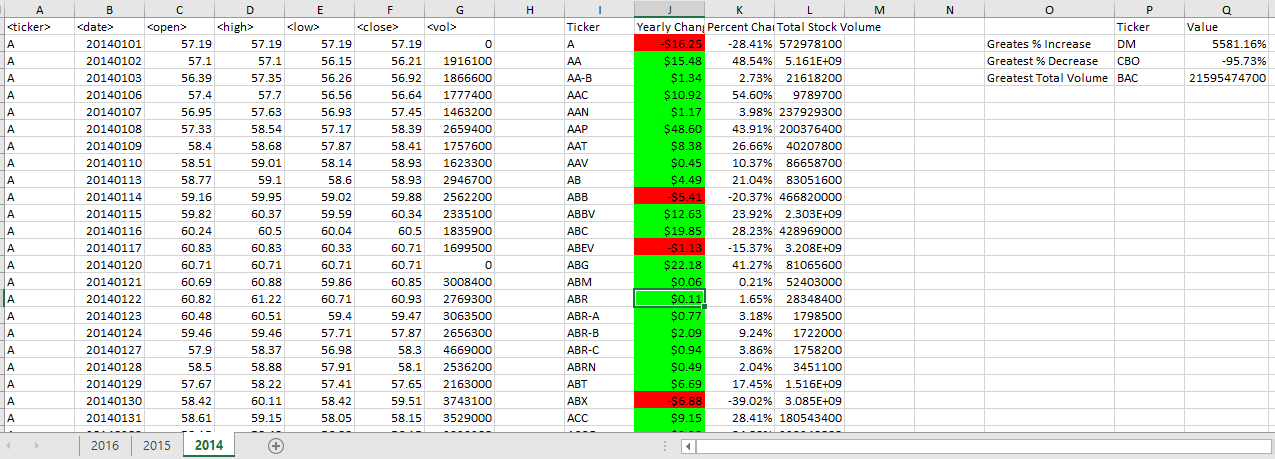 A B C D E F G H I J K L M N O P Q
<ticker> <date> <open> <high> <low> <close> <vol> Ticker Yearly Chang Percent Chan Total Stock Volume Ticker Value
A 20140101 57.19 57.19 57.19 57.19 0 A -$16.25 -28.41% 572978100 Greates % Increase DM 5581.16%
A 20140102 57.1 57.1 56.15 56.21 1916100 AA $15.48 48.54% 5.161E+09 Greatest % Decrease CBO -95.73%
A 20140103 56.39 57.35 56.26 56.92 1866600 AA-B $1.34 2.73% 21618200 Greatest Total Volume BAC 21595474700
A 20140106 57.4 57.7 56.56 56.64 1777400 AAC $10.92 54.60% 9789700
A 20140107 56.95 57.63 56.93 57.45 1463200 AAN $1.17 3.98% 237929300
A 20140108 57.33 58.54 57.17 58.39 2659400 AAP $48.60 43.91% 200376400
A 20140109 58.4 58.68 57.87 58.41 1757600 AAT $8.38 26.66% 40207800
A 20140110 58.51 59.01 58.14 58.93 1623300 AAV $0.45 10.37% 86658700
A 20140113 58.77 59.1 58.6 58.93 2946700 AB $4.49 21.04% 83051600
A 20140114 59.16 59.95 59.02 59.88 2562200 ABB -$5.41 -20.37% 466820000
A 20140115 59.82 60.37 59.59 60.34 2335100 ABBV $12.63 23.92% 2.303E+09
A 20140116 60.24 60.5 60.04 60.5 1835900 ABC $19.85 28.23% 428969000
A 20140117 60.83 60.83 60.33 60.71 1699500 ABEV -$1.13 -15.37% 3.208E+09
A 20140120 60.71 60.71 60.71 60.71 0 ABG $22.18 41.27% 81065600
A 20140121 60.69 60.88 59.86 60.85 3008400 ABM $0.06 0.21% 52403000
A 20140122 60.82 61.22 60.71 60.93 2769300 ABR $0.11 1.65% 28348400
A 20140123 60.48 60.51 59.4 59.47 3063500 ABR-A $0.77 3.18% 1798500
A 20140124 59.46 59.46 57.71 57.87 2656300 ABR-B $2.09 9.24% 1722000
A 20140127 57.9 58.37 56.98 58.3 4669000 ABR-C $0.94 3.86% 1758200
A 20140128 58.5 58.88 57.91 58.1 2536200 ABRN $0.49 2.04% 3451100
A 20140129 57.67 58.22 57.41 57.65 2163000 ABT $6.69 17.45% 1.516E+09
A 20140130 58.42 60.11 58.42 59.51 3743100 ABX -$6.88 -39.02% 3.085E+09
A 20140131 58.61 59.15 58.05 58.15 3529000 ACC $9.15 28.41% 180543400
2016 2015 2014